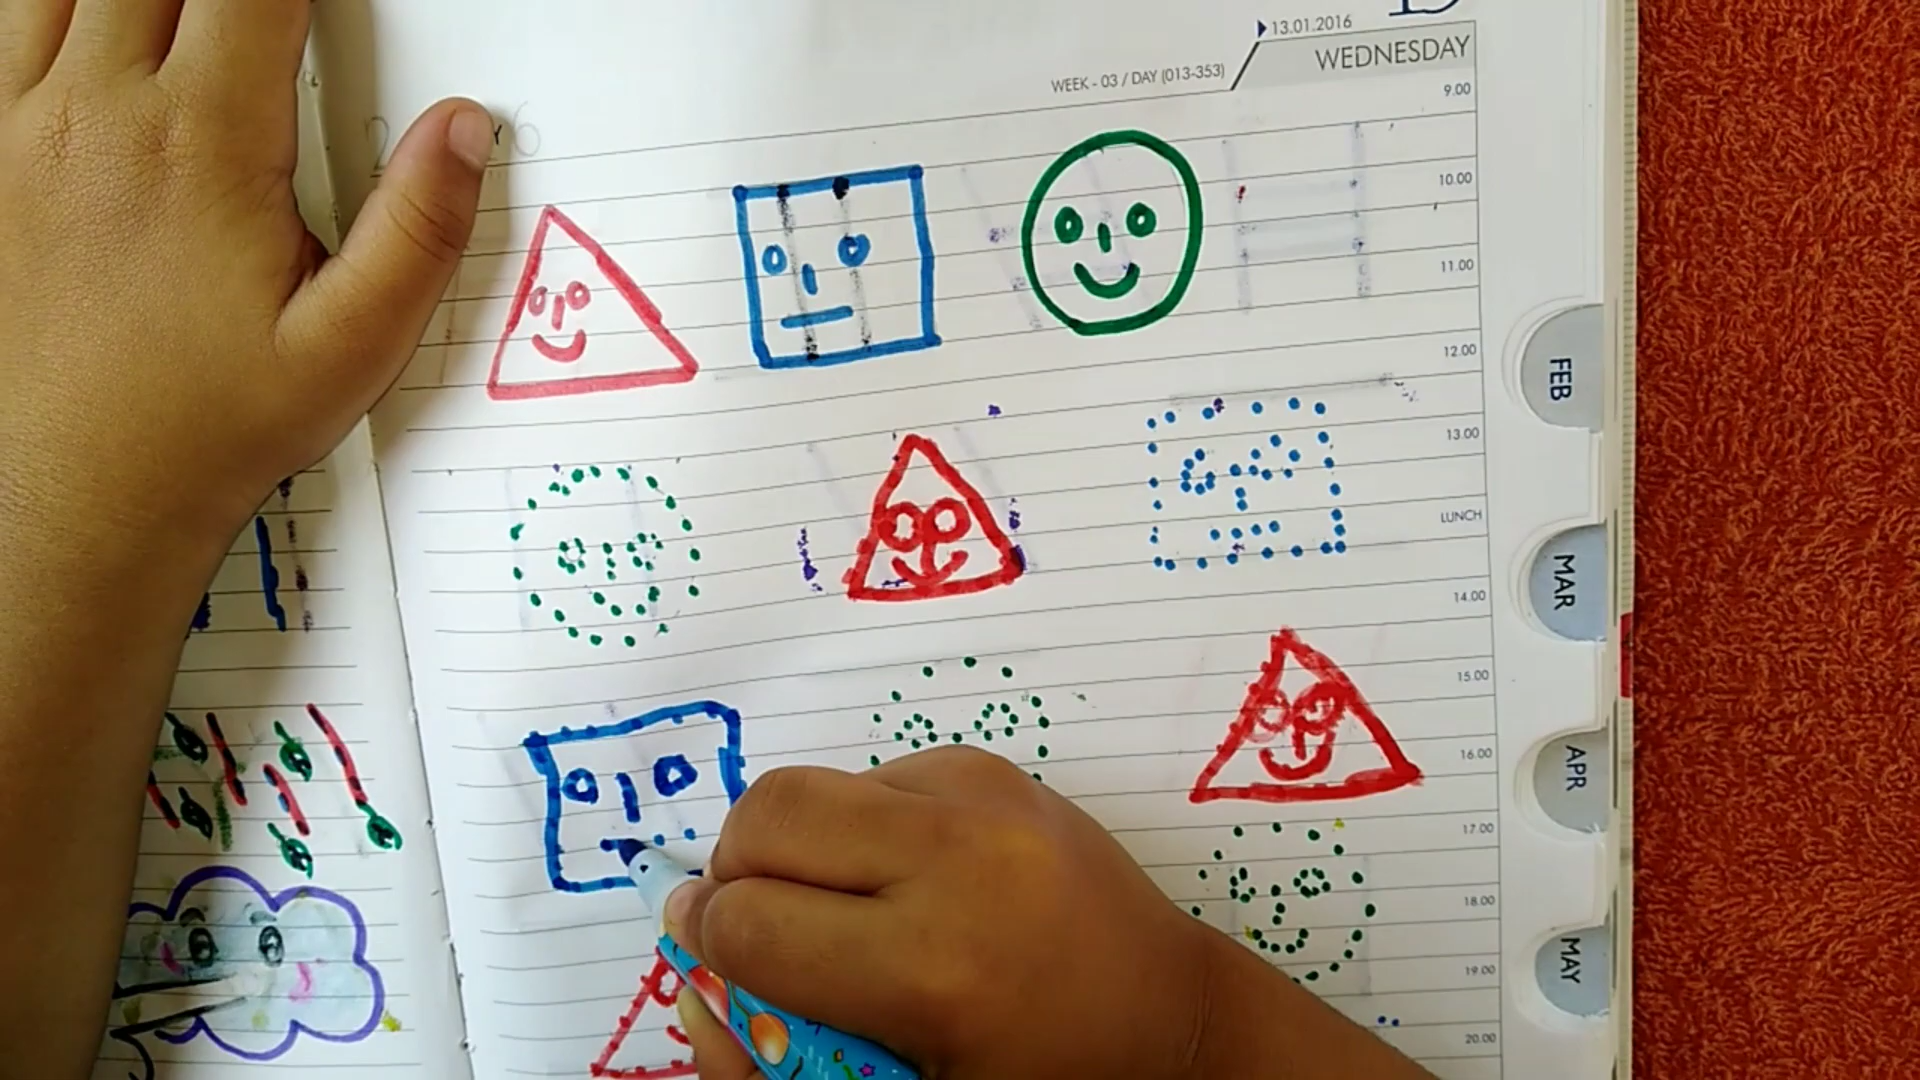 13.01.2016
WEEK - 03 / DAY (013-353)
WEDNESDAY
9.00
10.00
11.00
12.00
13.00
LUNCH
14.00
15.00
16.00
17.00
18.00
19.00
20.00
FEB
MAR
APR
MAY